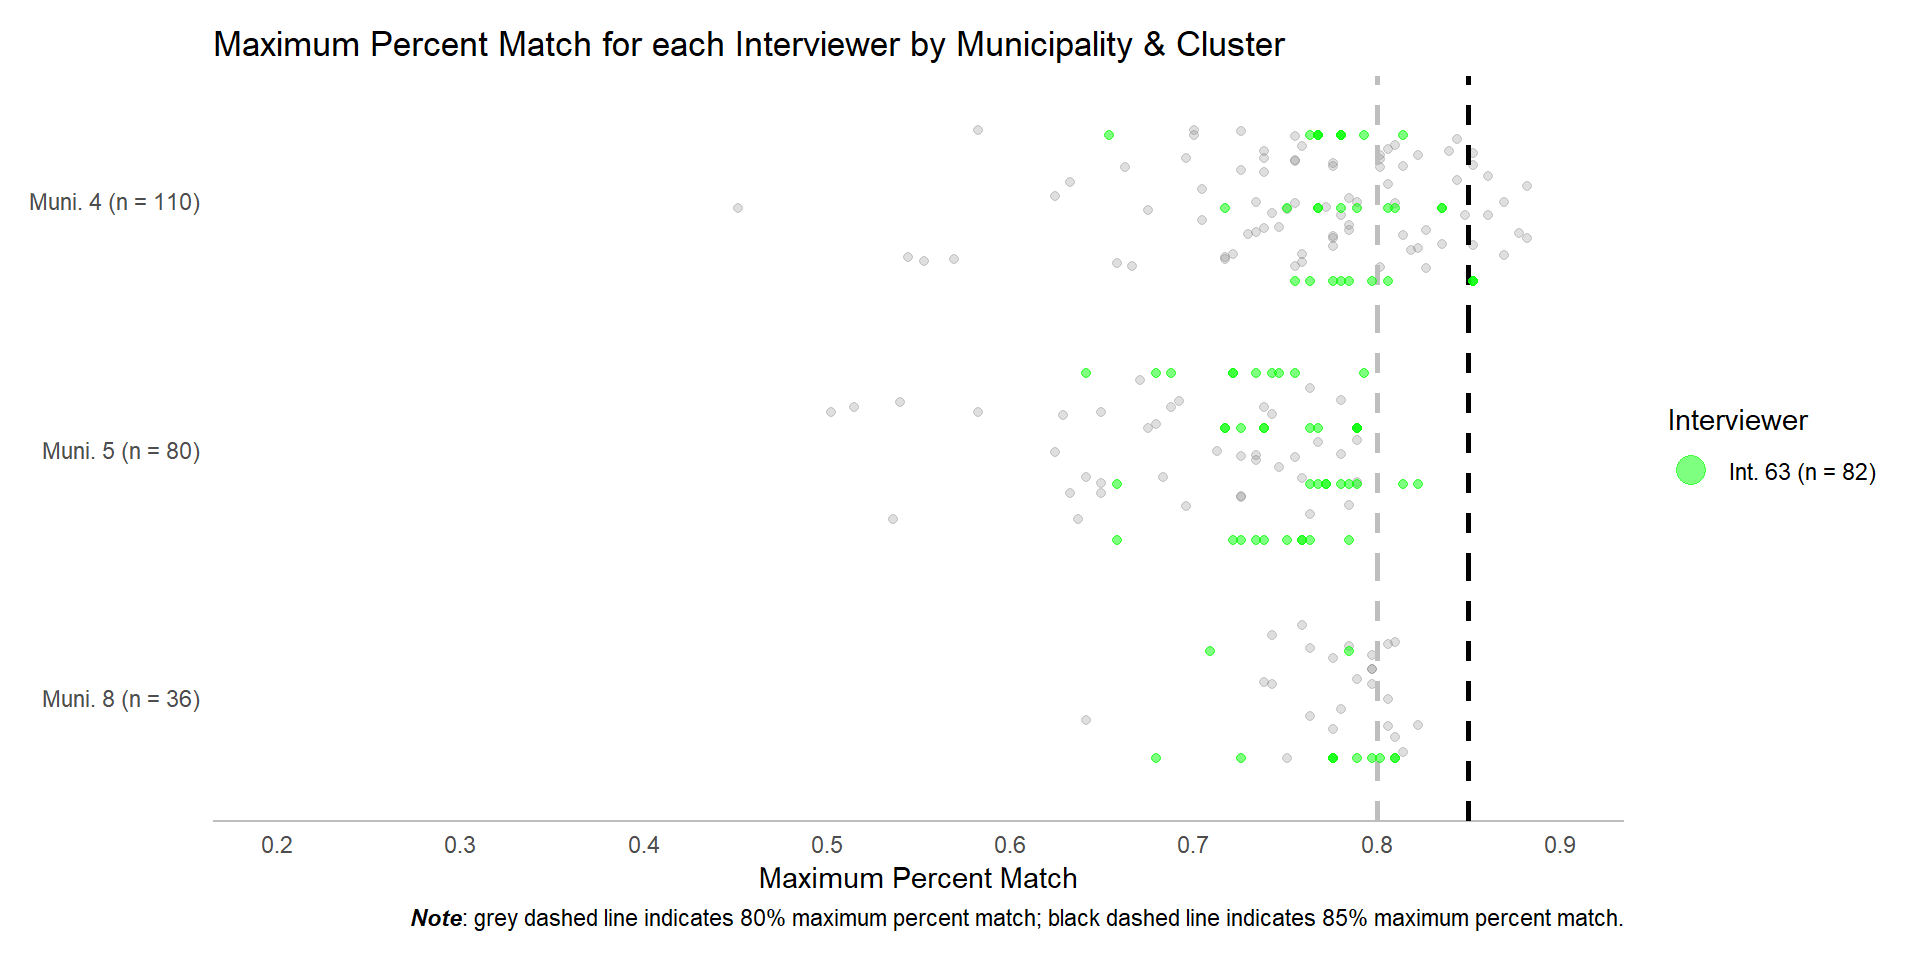 Maximum Percent Match for each Interviewer by Municipality & Cluster
Muni. 4 (n = 110)
Muni. 5 (n = 80)
Muni. 8 (n = 36)
Interviewer
Int. 63 (n = 82)
0.2 0.3 0.4 0.5 0.6 0.7 0.8 0.9
Maximum Percent Match
Note: grey dashed line indicates 80% maximum percent match; black dashed line indicates 85% maximum percent match.